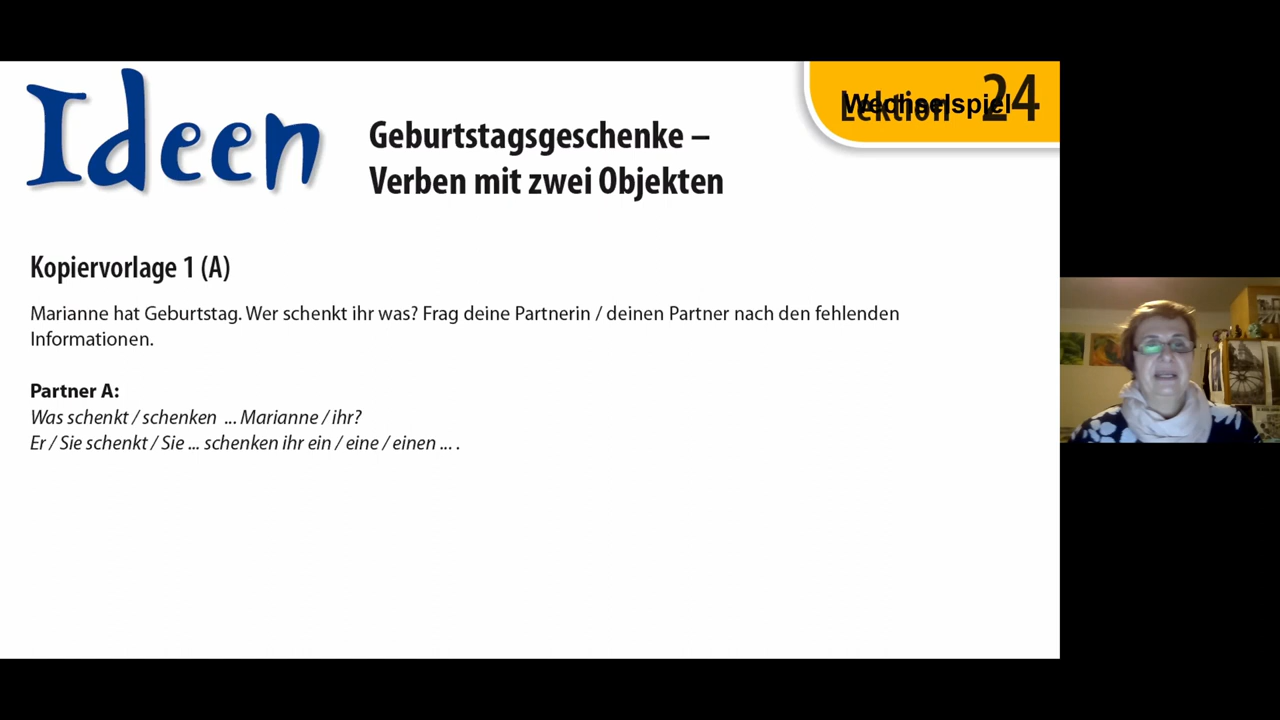 Ideen
Geburtstagsgeschenke –
Verben mit zwei Objekten
Lektion 24
Wechselspiel
Kopiervorlage 1 (A)
Marianne hat Geburtstag. Wer schenkt ihr was? Frag deine Partnerin / deinen Partner nach den fehlenden
Informationen.
Partner A:
Was schenkt / schenken ... Marianne / ihr?
Er / Sie schenkt / Sie ... schenken ihr ein / eine / einen ... .